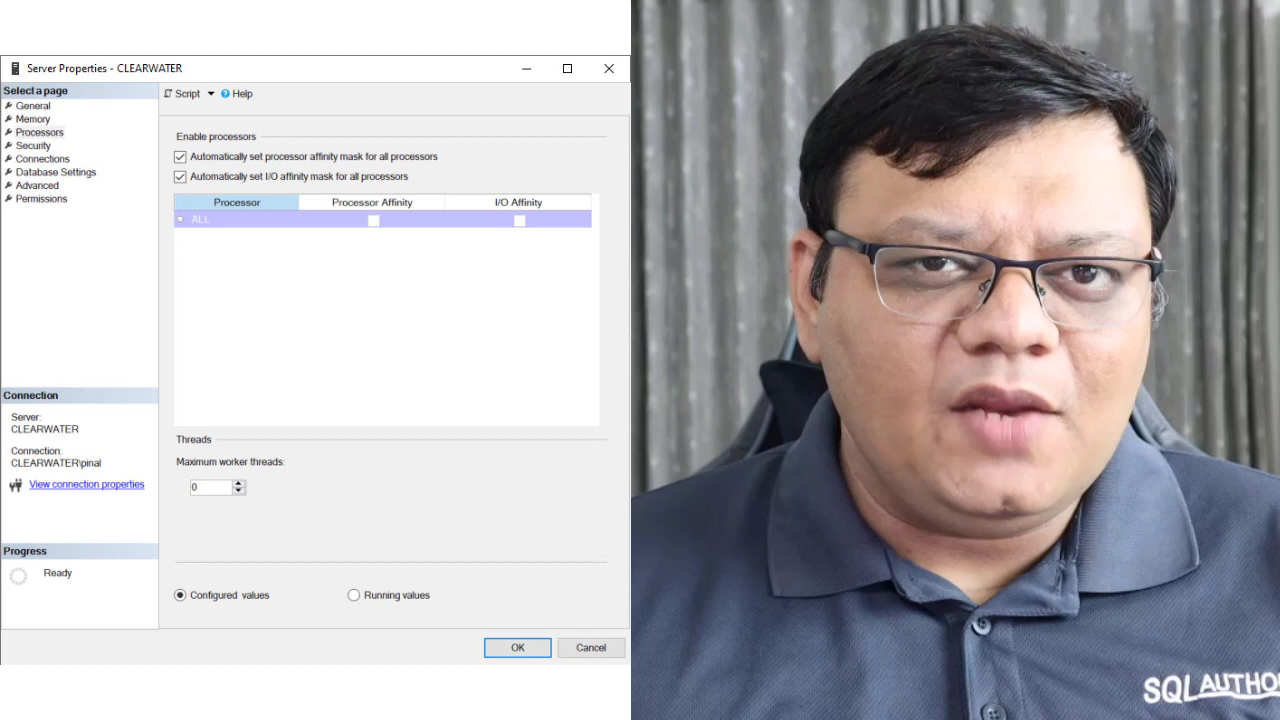 Server Properties - CLEARWATER
Select a page
General
Memory
Processors
Security
Connections
Database Settings
Advanced
Permissions
Connection
Server:
CLEARWATER
Connection:
CLEARWATER\pinal
View connection properties
Progress
Ready
Script
Help
Enable processors
Automatically set processor affinity mask for all processors
Automatically set I/O affinity mask for all processors
Processor Processor Affinity I/O Affinity
ALL
Threads
Maximum worker threads:
0
Configured values Running values
OK Cancel
SQLAUTHO